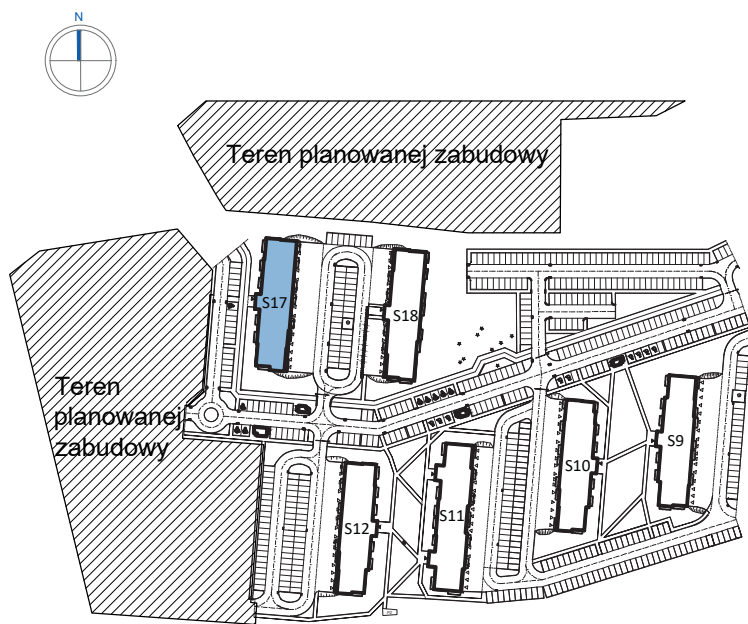 N
Teren planowanej zabudowy
S17
S18
Teren
planowanej
zabudowy
S9
S10
S11
S12